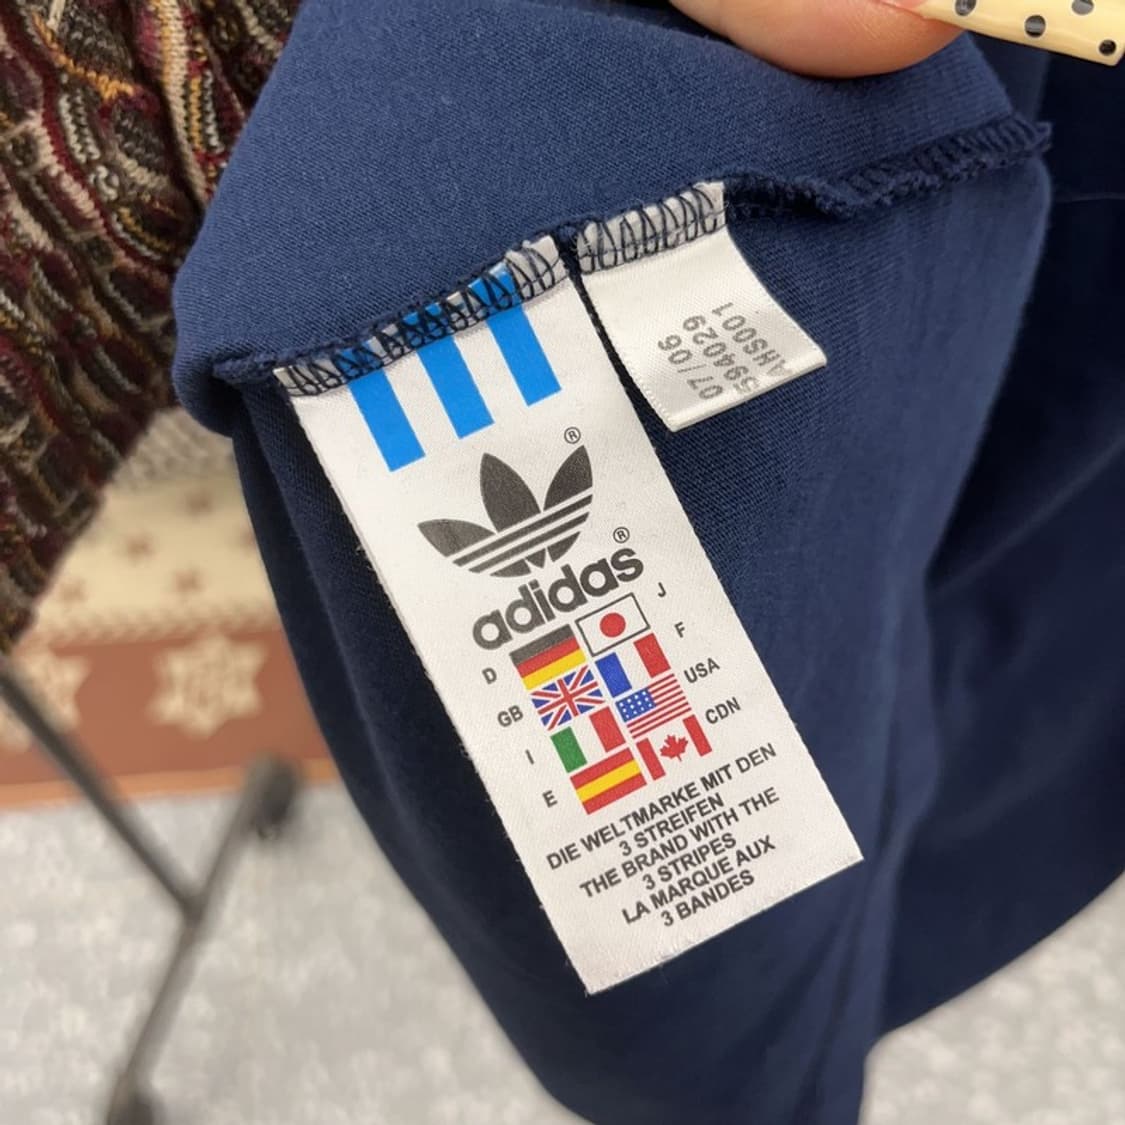 07/06
594029
AHS001
®
®
adidas
J
D
F
GB
USA
I
CDN
E
DIE WELTMARKE MIT DEN
3 STREIFEN
THE BRAND WITH THE
3 STRIPES
LA MARQUE AUX
3 BANDES